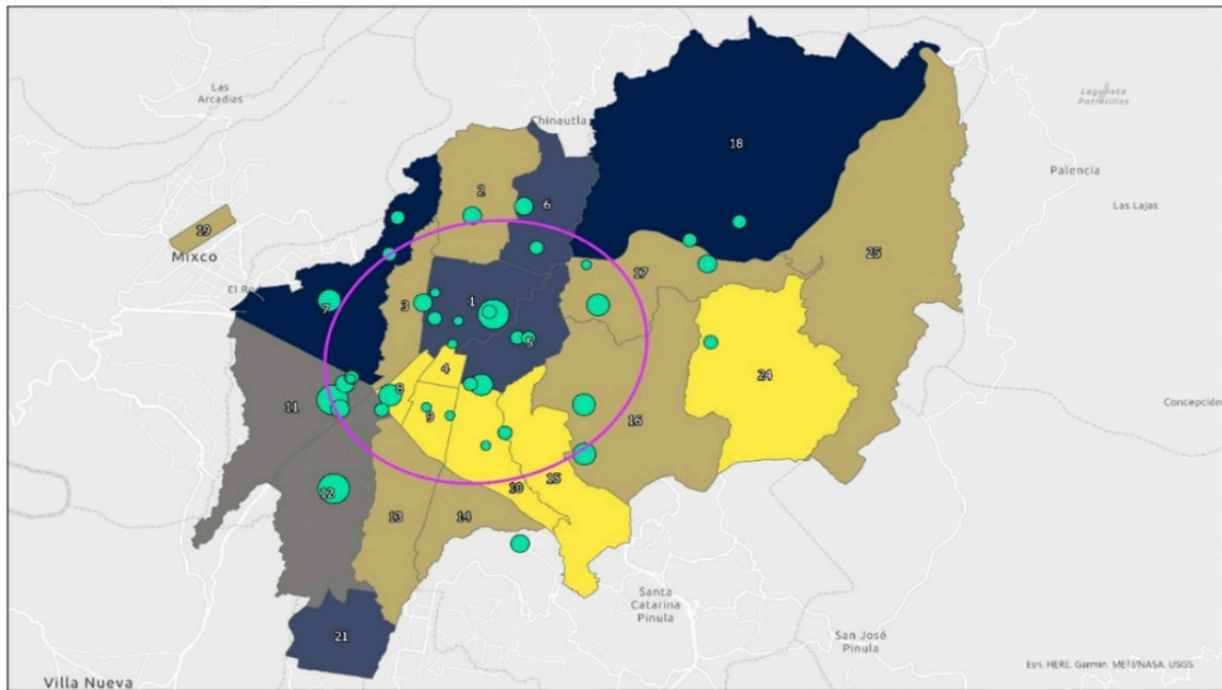 Las
Arcadias
Laguneta
Chinautla
18
Palencia
2
6
Las Lajas
19
Mixco
25
17
7
3
1
5
4
24
8
11
9
16
Concepción
15
12
10
13
14
Santa
Catarina
Pinula
21
San José
Pinula
Esri, HERE, Garmin, METI/NASA, USGS
Villa Nueva